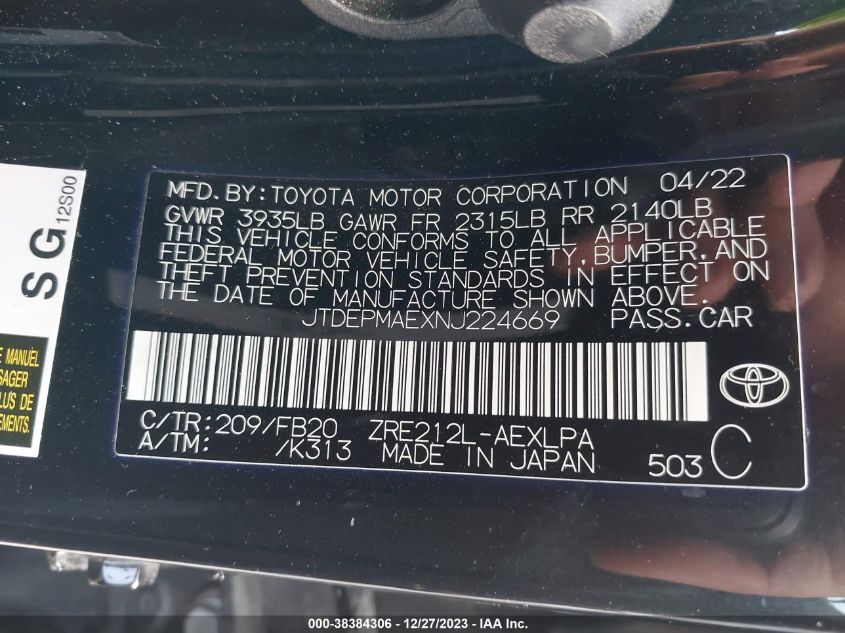 SG 12S00
E MANUEL
SAGER
LUS DE
EMENTS.
MFD. BY: TOYOTA MOTOR CORPORATION 04/22
GVWR 3935LB GAWR FR 2315LB RR 2140LB
THIS VEHICLE CONFORMS TO ALL APPLICABLE
FEDERAL MOTOR VEHICLE SAFETY, BUMPER, AND
THEFT PREVENTION STANDARDS IN EFFECT ON
THE DATE OF MANUFACTURE SHOWN ABOVE.
JTDEPMAEXNJ224669 PASS. CAR
C/TR: 209/FB20 ZRE212L-AEXLPA
A/TM: /K313 MADE IN JAPAN 503 C
000-38384306 - 12/27/2023 - IAA Inc.